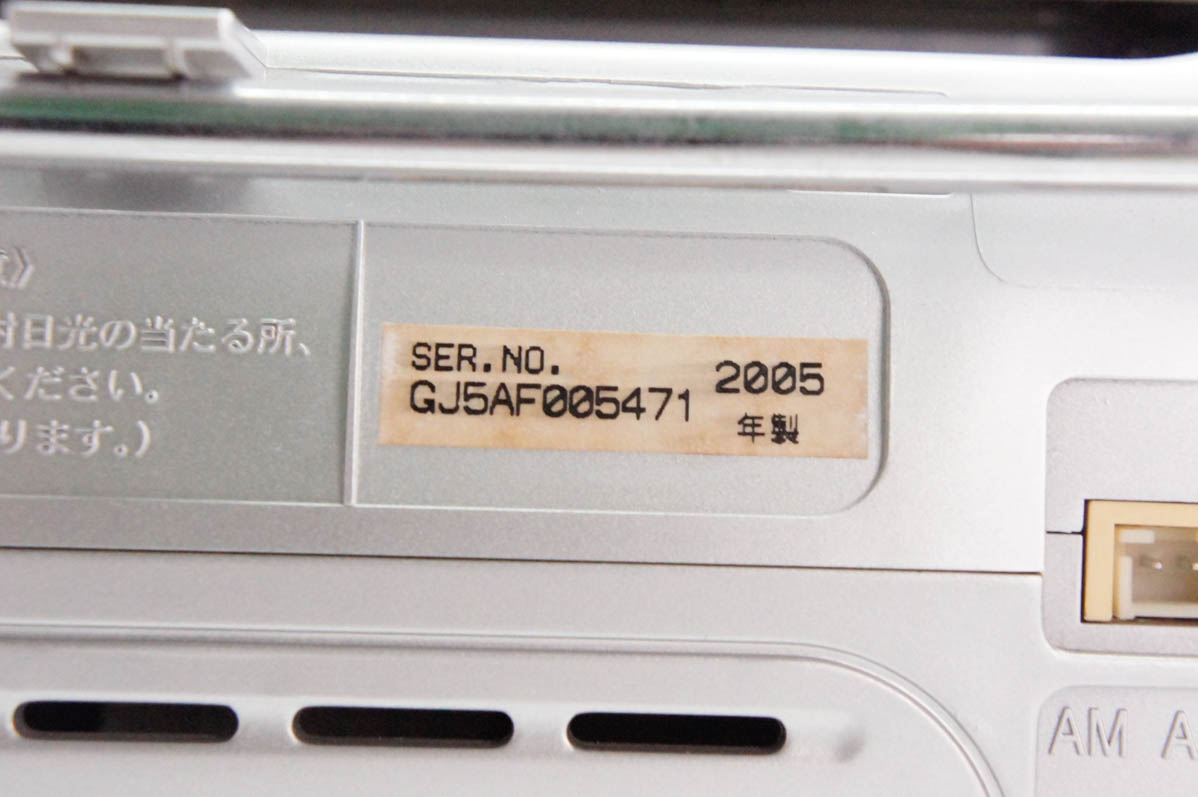 》
射日光の当たる所、
ください。
ります。)
SER.NO.
GJ5AF005471
2005
年製
AM A